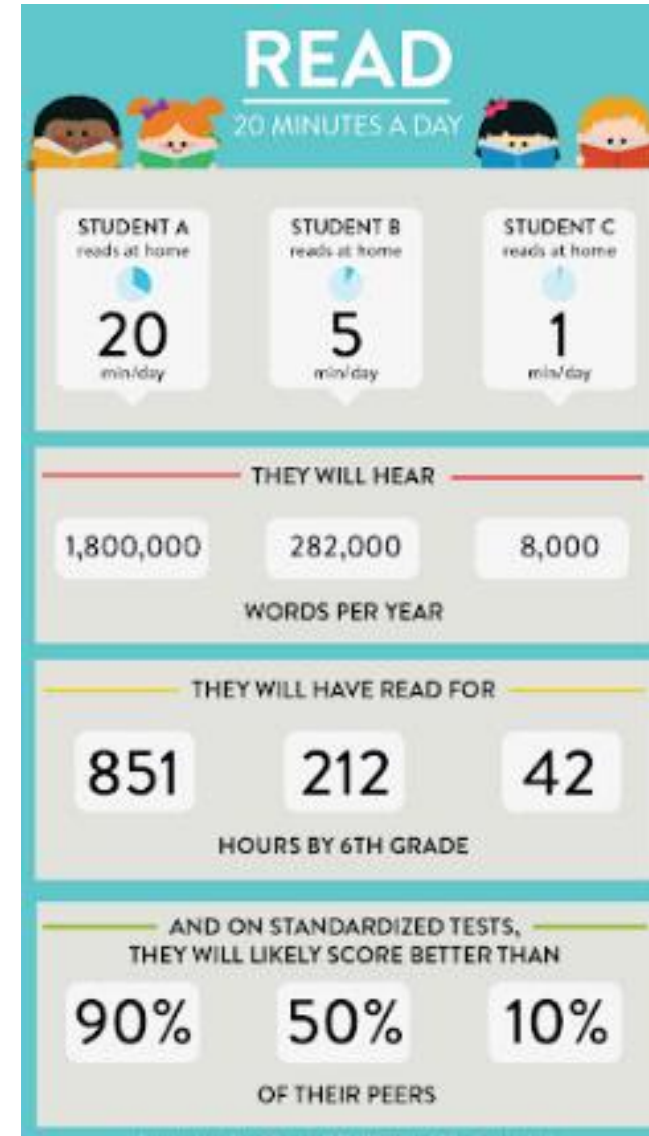 READ
20 MINUTES A DAY
STUDENT A STUDENT B STUDENT C
reads at home reads at home reads at home
20 5 1
min/day min/day min/day
THEY WILL HEAR
1,800,000 282,000 8,000
WORDS PER YEAR
THEY WILL HAVE READ FOR
851 212 42
HOURS BY 6TH GRADE
AND ON STANDARDIZED TESTS,
THEY WILL LIKELY SCORE BETTER THAN
90% 50% 10%
OF THEIR PEERS